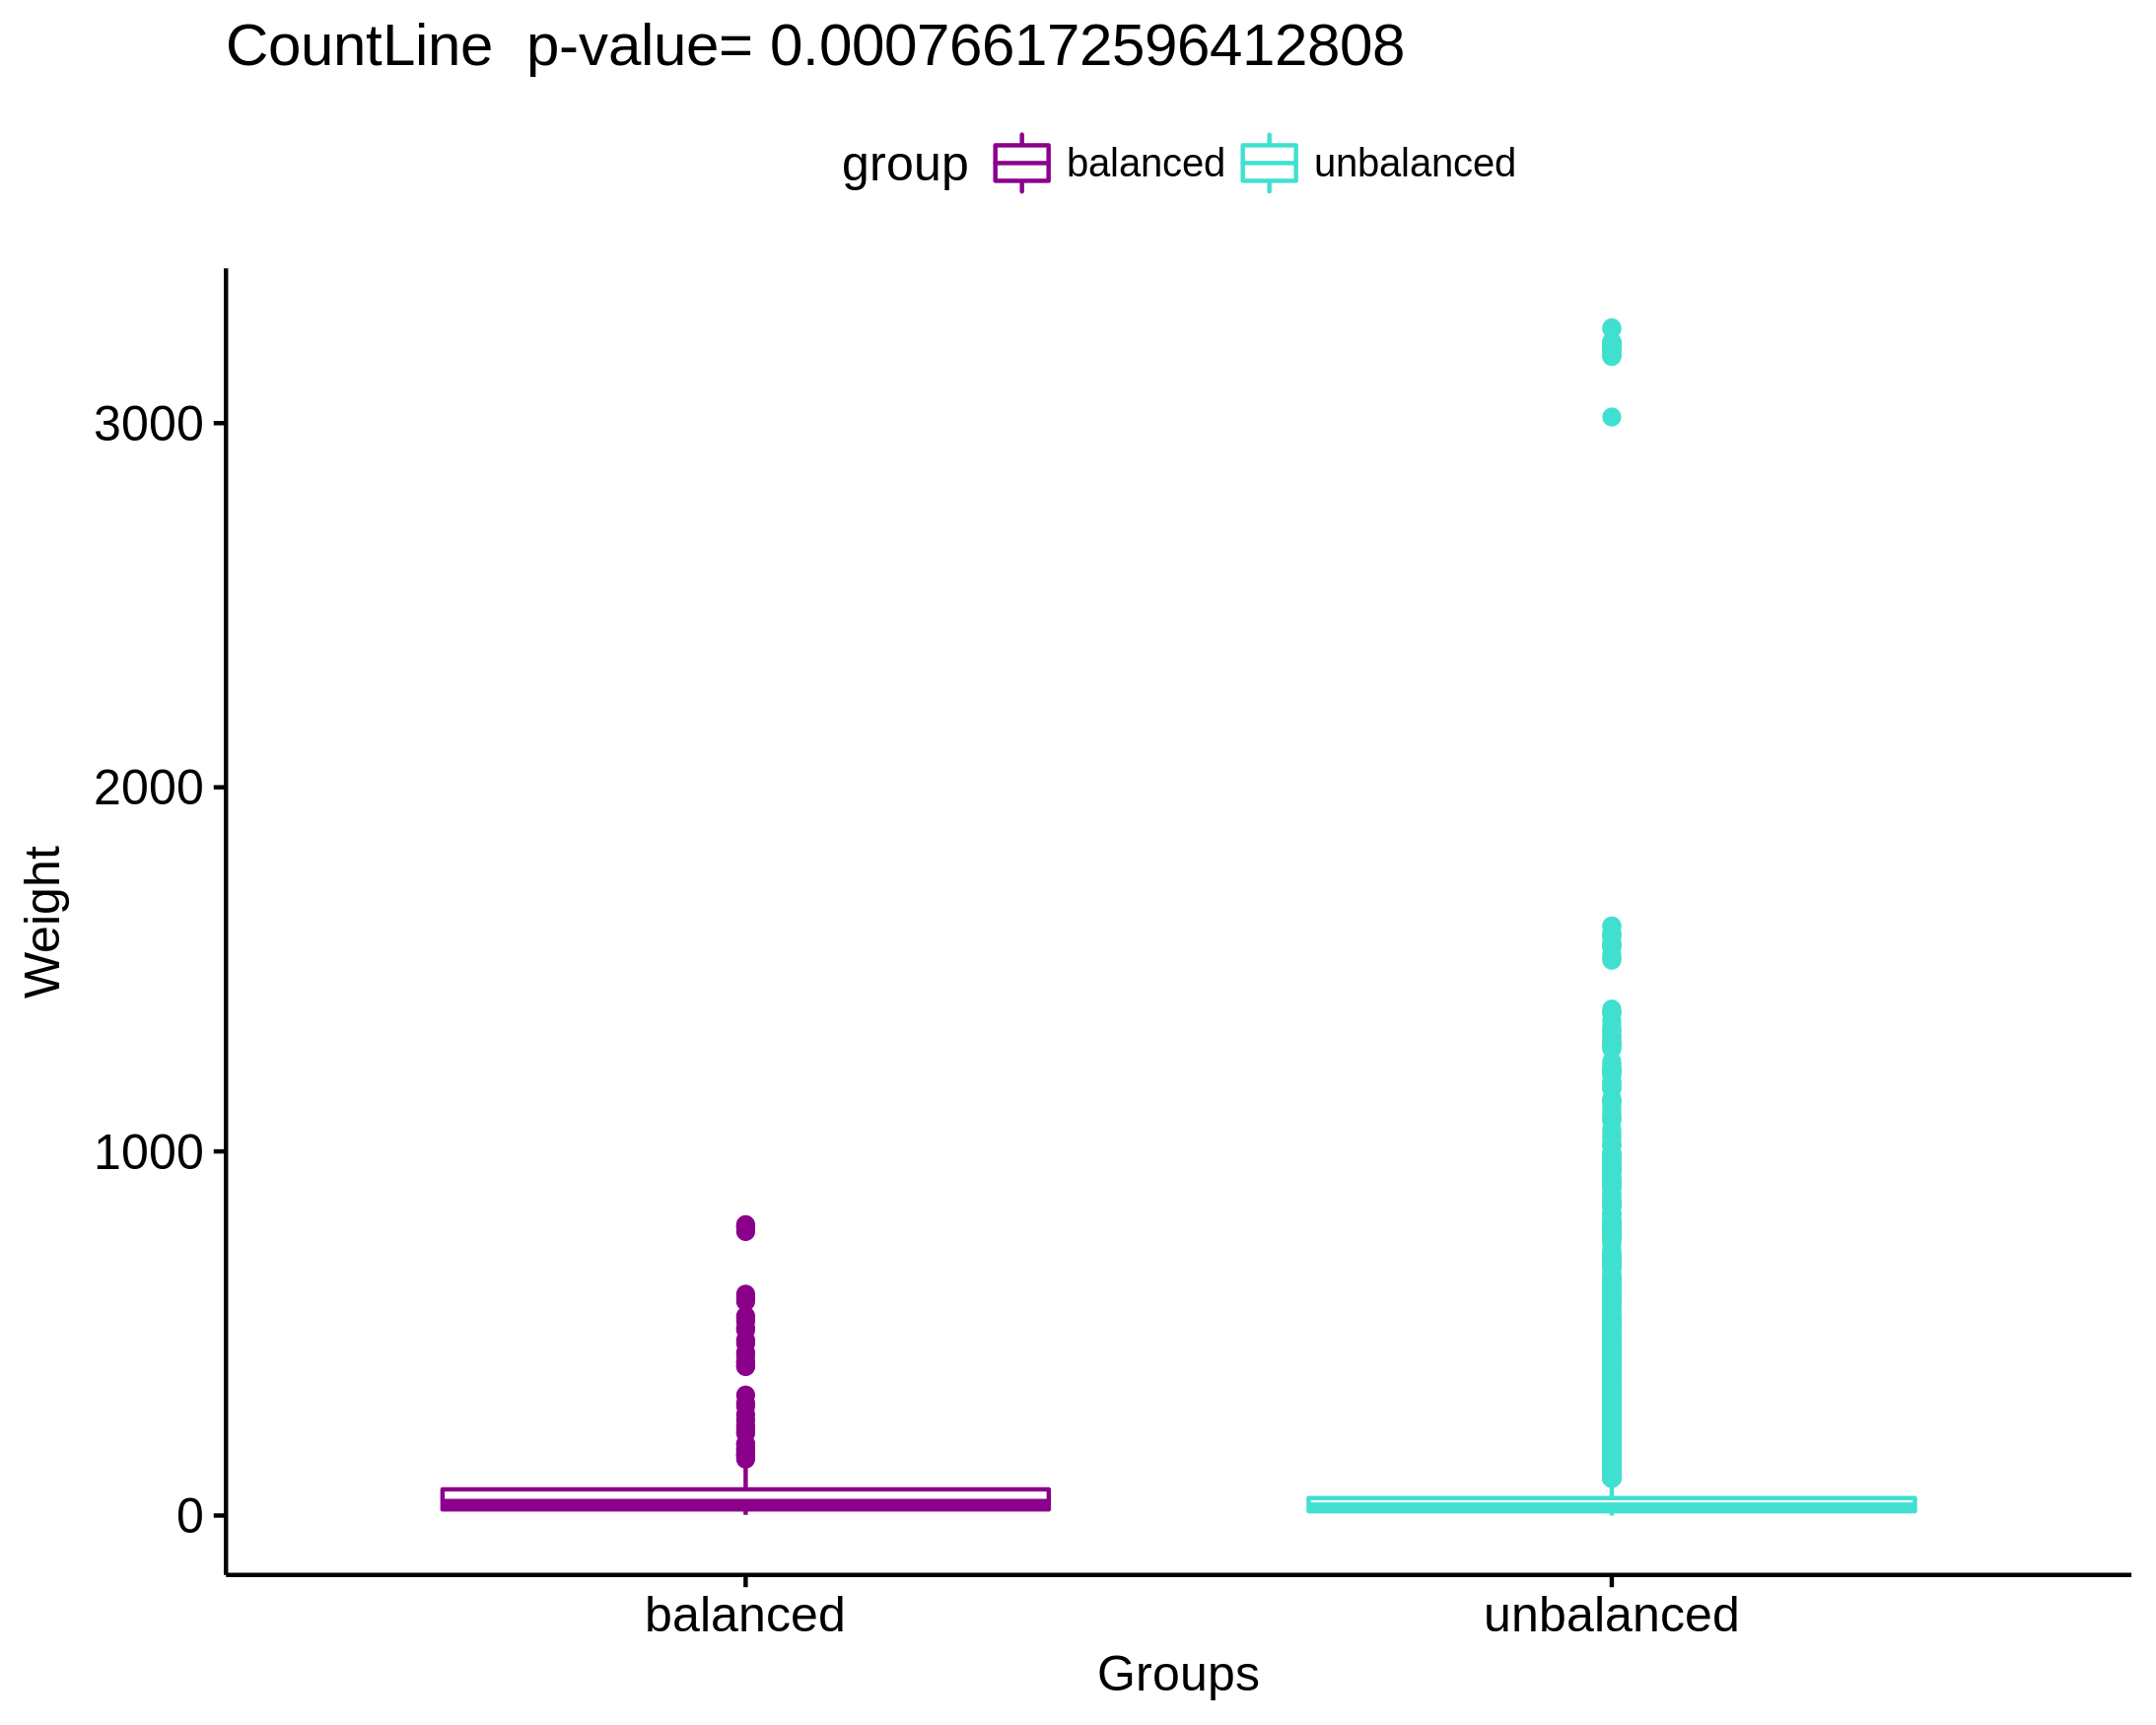 CountLine  p-value= 0.000766172596412808
group balanced unbalanced
3000
2000
1000
0
Weight
balanced unbalanced
Groups